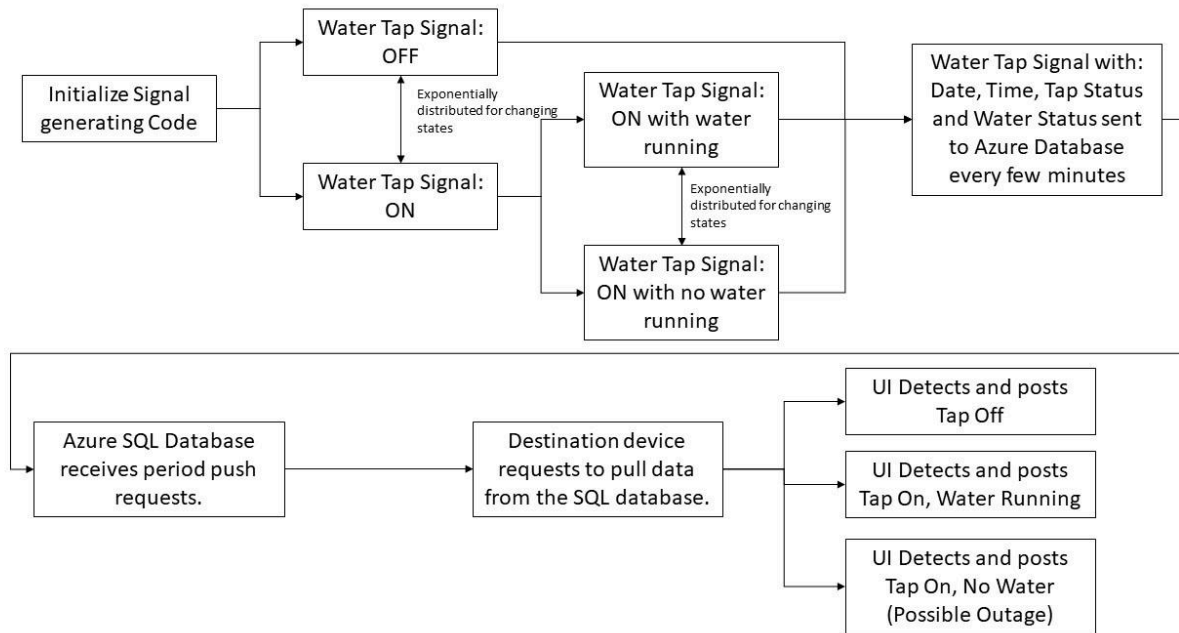 Water Tap Signal:
OFF
Initialize Signal
generating Code
Exponentially
distributed for changing
states
Water Tap Signal:
ON
Water Tap Signal:
ON with water
running
Exponentially
distributed for changing
states
Water Tap Signal:
ON with no water
running
Water Tap Signal with:
Date, Time, Tap Status
and Water Status sent
to Azure Database
every few minutes
Azure SQL Database
receives period push
requests.
Destination device
requests to pull data
from the SQL database.
UI Detects and posts
Tap Off
UI Detects and posts
Tap On, Water Running
UI Detects and posts
Tap On, No Water
(Possible Outage)